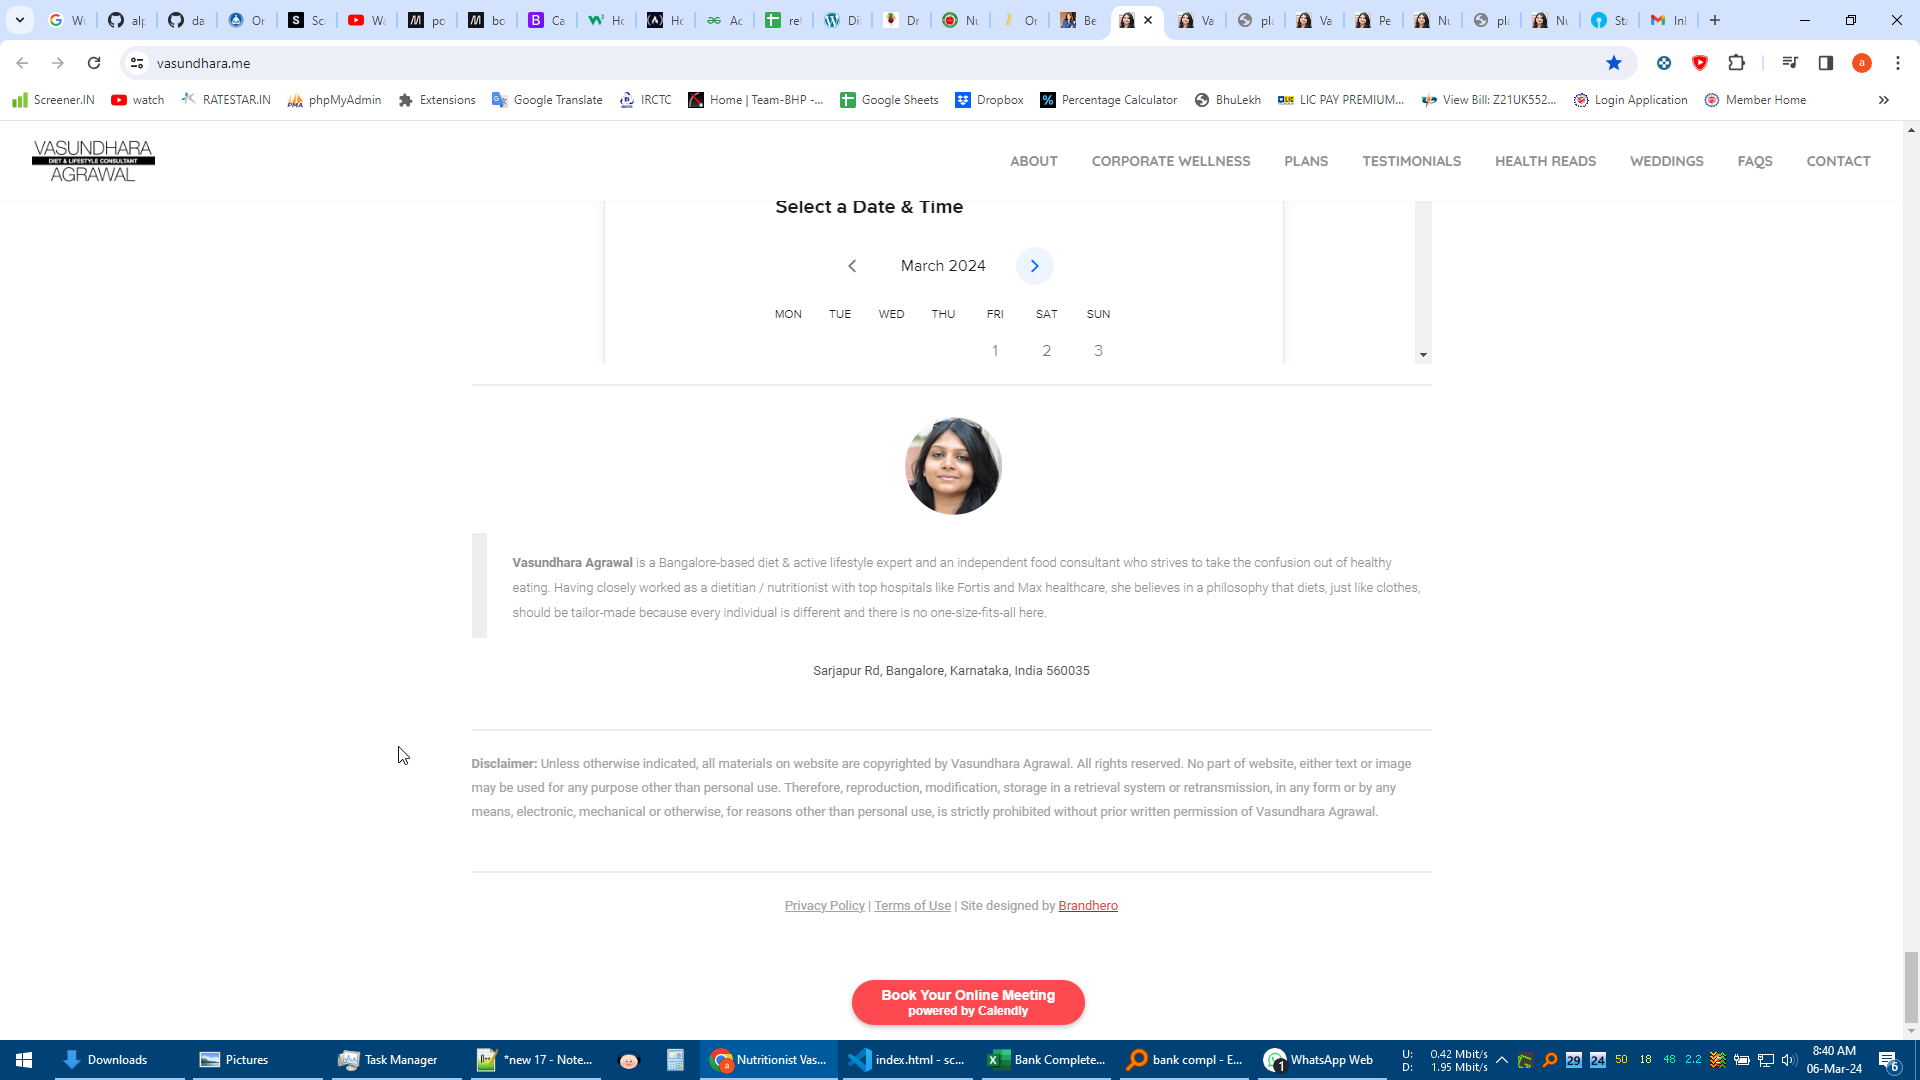 Wi
alp
da
Or
Sc
Wa
po
bo
Ca
Ho
Ho
Ac
ref
Dil
Dr
Nu
Or
Be
Va
pla
Va
Pe
Nu
pla
Nu
Sta
Inl
vasundhara.me
a
Screener.IN
watch
RATESTAR.IN
phpMyAdmin
Extensions
Google Translate
IRCTC
Home | Team-BHP -...
Google Sheets
Dropbox
Percentage Calculator
BhuLekh
LIC PAY PREMIUM...
View Bill: Z21UK552...
Login Application
Member Home
VASUNDHARA
DIET & LIFESTYLE CONSULTANT
AGRAWAL
ABOUT
CORPORATE WELLNESS
PLANS
TESTIMONIALS
HEALTH READS
WEDDINGS
FAQS
CONTACT
Select a Date & Time
March 2024
MON TUE WED THU FRI SAT SUN
1 2 3
Vasundhara Agrawal is a Bangalore-based diet & active lifestyle expert and an independent food consultant who strives to take the confusion out of healthy
eating. Having closely worked as a dietitian / nutritionist with top hospitals like Fortis and Max healthcare, she believes in a philosophy that diets, just like clothes,
should be tailor-made because every individual is different and there is no one-size-fits-all here.
Sarjapur Rd, Bangalore, Karnataka, India 560035
Disclaimer: Unless otherwise indicated, all materials on website are copyrighted by Vasundhara Agrawal. All rights reserved. No part of website, either text or image
may be used for any purpose other than personal use. Therefore, reproduction, modification, storage in a retrieval system or retransmission, in any form or by any
means, electronic, mechanical or otherwise, for reasons other than personal use, is strictly prohibited without prior written permission of Vasundhara Agrawal.
Privacy Policy | Terms of Use | Site designed by Brandhero
Book Your Online Meeting
powered by Calendly
Downloads
Pictures
Task Manager
*new 17 - Note...
Nutritionist Vas...
index.html - sc...
Bank Complete...
bank compl - E...
1
WhatsApp Web
U: 0.42 Mbit/s
D: 1.95 Mbit/s
29
24
50
18
48
2.2
8:40 AM
06-Mar-24
6